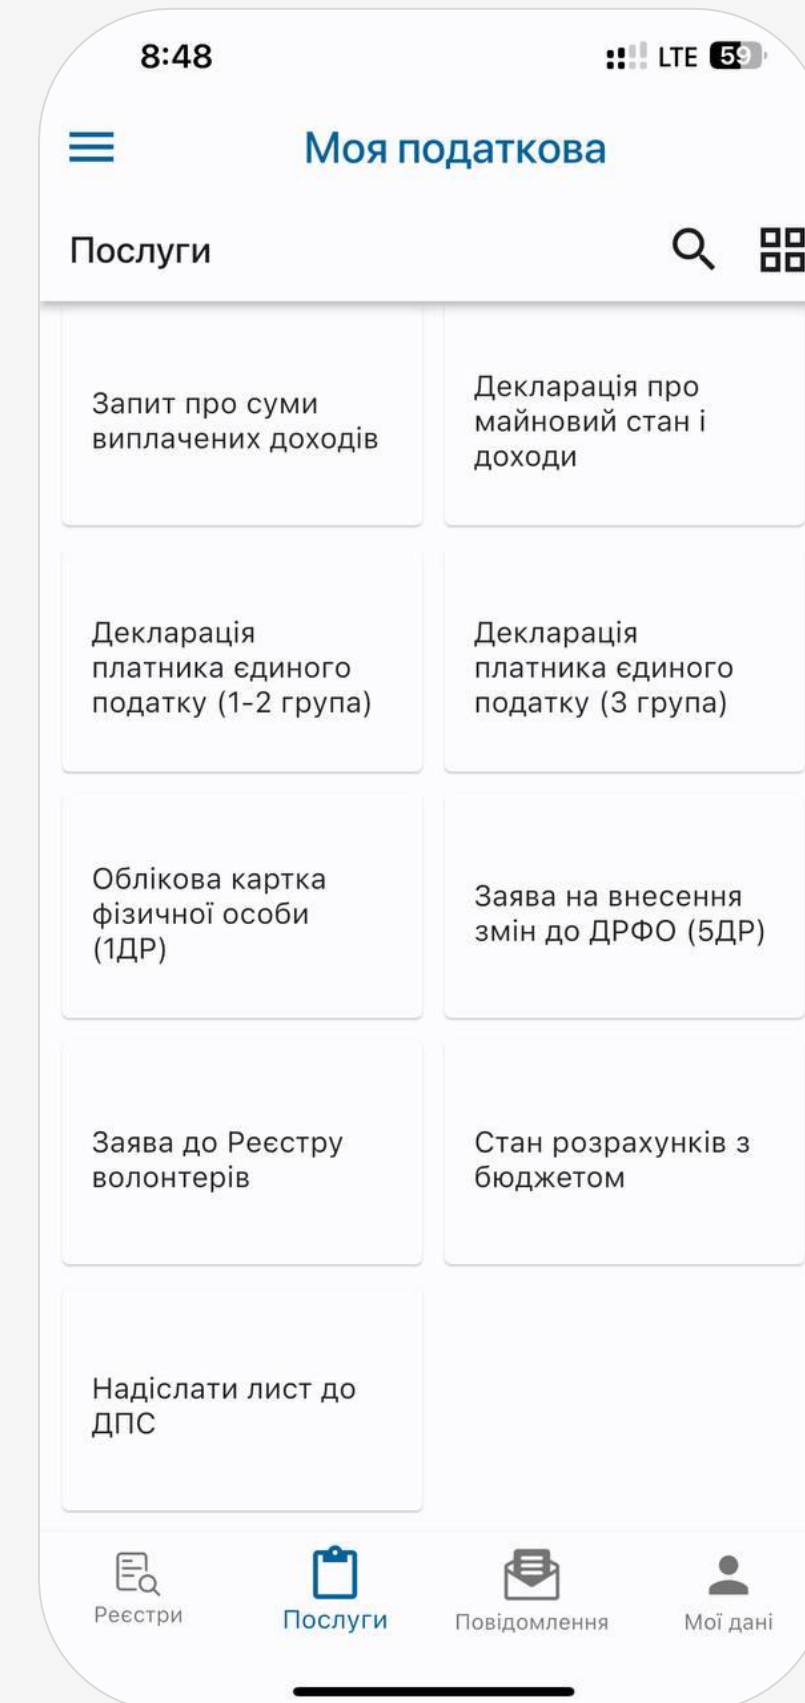 8:48
LTE 59
Моя податкова
Послуги
Запит про суми
виплачених доходів
Декларація про
майновий стан і
доходи
Декларація
платника єдиного
податку (1-2 група)
Декларація
платника єдиного
податку (3 група)
Облікова картка
фізичної особи
(1ДР)
Заява на внесення
змін до ДРФО (5ДР)
Заява до Реєстру
волонтерів
Стан розрахунків з
бюджетом
Надіслати лист до
ДПС
Реєстри
Послуги
Повідомлення
Мої дані